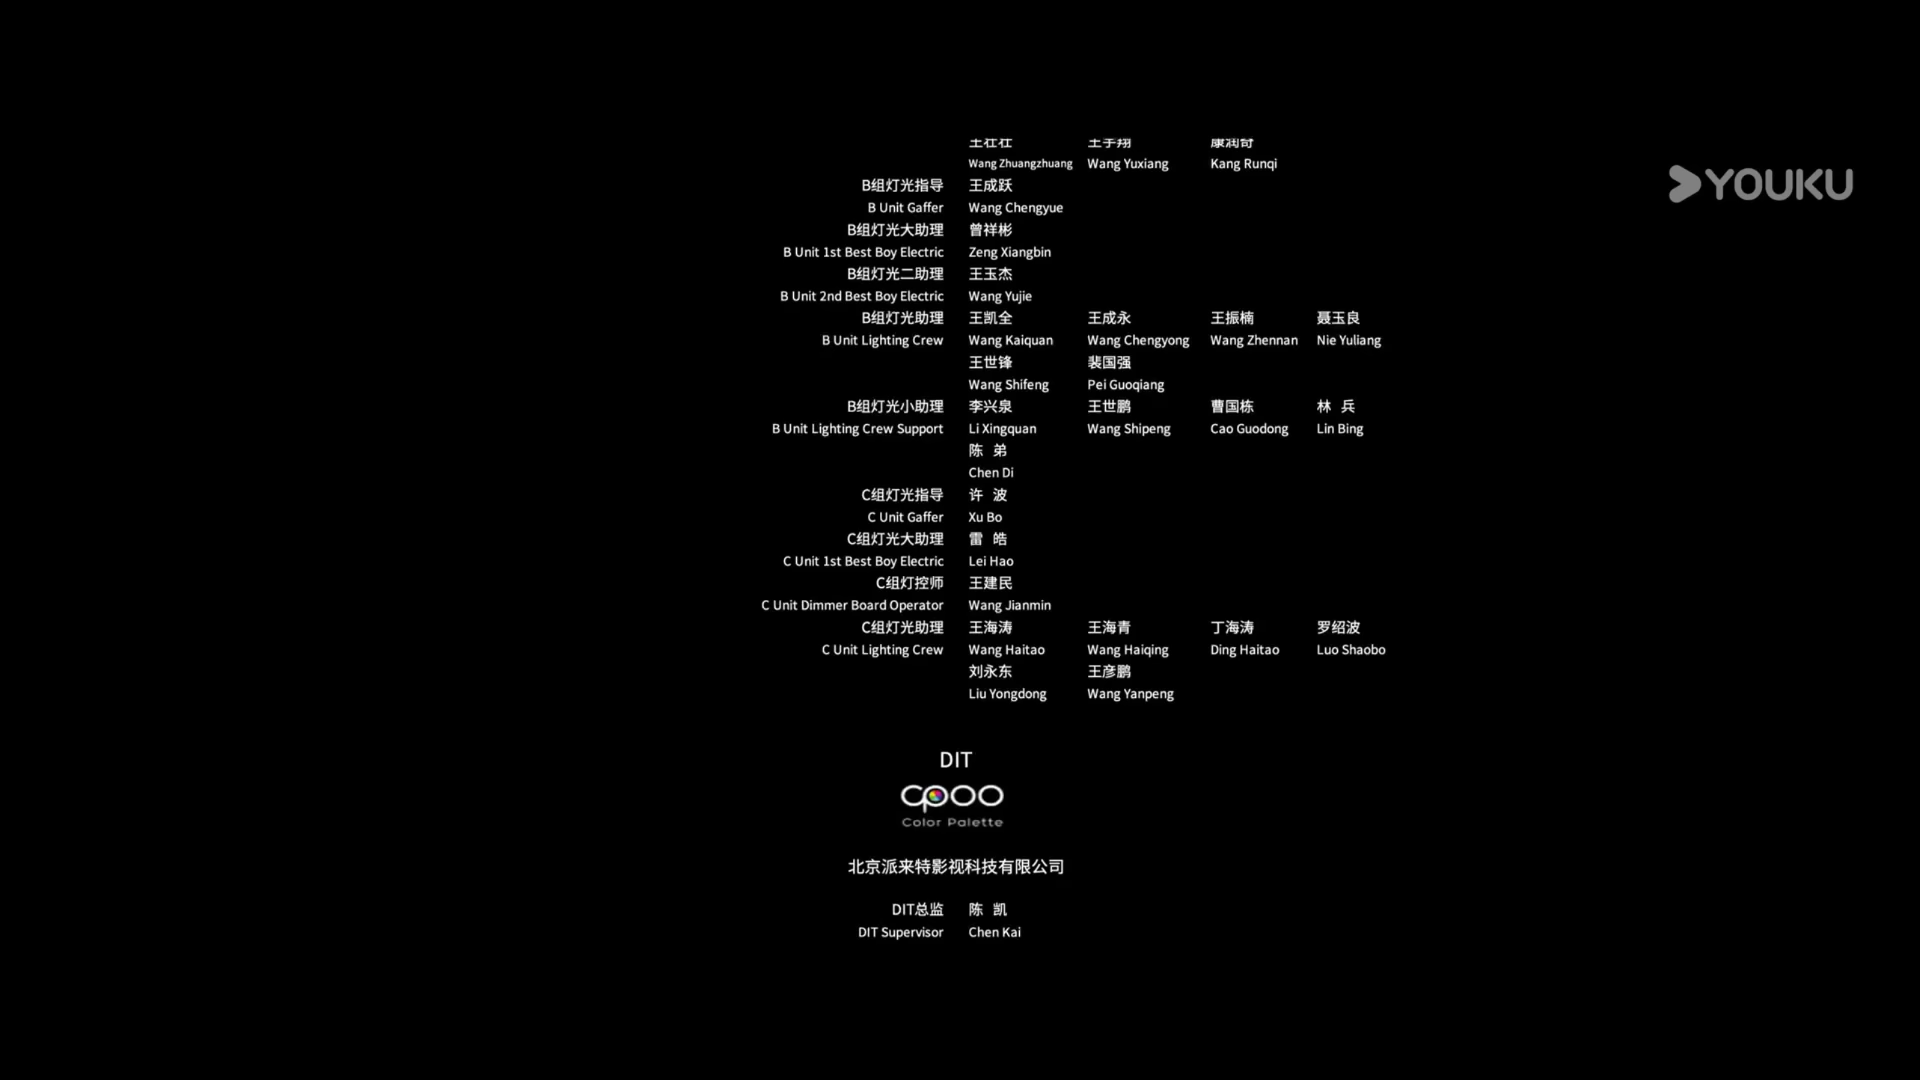 王壮壮 王宇翔 康润奇
Wang Zhuangzhuang Wang Yuxiang Kang Runqi
YOUKU
B组灯光指导 王成跃
B Unit Gaffer Wang Chengyue
B组灯光大助理 曾祥彬
B Unit 1st Best Boy Electric Zeng Xiangbin
B组灯光二助理 王玉杰
B Unit 2nd Best Boy Electric Wang Yujie
B组灯光助理 王凯全 王成永 王振楠 聂玉良
B Unit Lighting Crew Wang Kaiquan Wang Chengyong Wang Zhennan Nie Yuliang
王世锋 裴国强
Wang Shifeng Pei Guoqiang
B组灯光小助理 李兴泉 王世鹏 曹国栋 林 兵
B Unit Lighting Crew Support Li Xingquan Wang Shipeng Cao Guodong Lin Bing
陈 弟
Chen Di
C组灯光指导 许 波
C Unit Gaffer Xu Bo
C组灯光大助理 雷 皓
C Unit 1st Best Boy Electric Lei Hao
C组灯控师 王建民
C Unit Dimmer Board Operator Wang Jianmin
C组灯光助理 王海涛 王海青 丁海涛 罗绍波
C Unit Lighting Crew Wang Haitao Wang Haiqing Ding Haitao Luo Shaobo
刘永东 王彦鹏
Liu Yongdong Wang Yanpeng
DIT
cpoo
Color Palette
北京派来特影视科技有限公司
DIT总监 陈 凯
DIT Supervisor Chen Kai